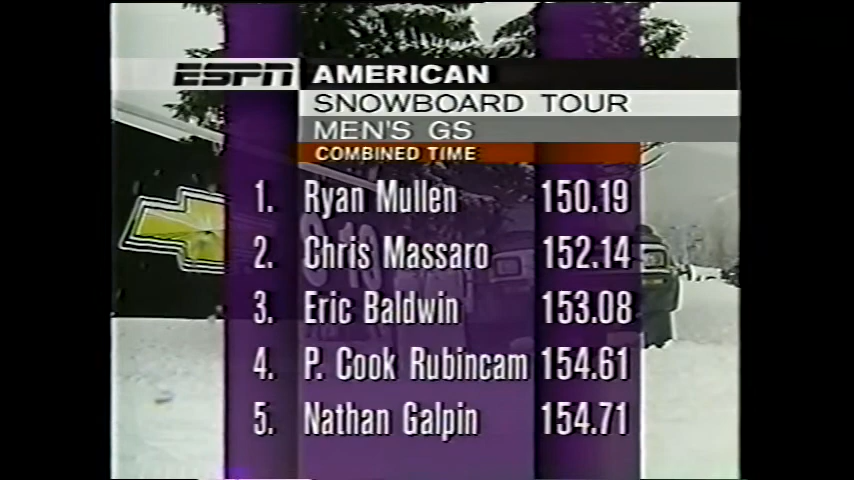 ESPN AMERICAN
SNOWBOARD TOUR
MEN'S GS
COMBINED TIME
1. Ryan Mullen 150.19
2. Chris Massaro 152.14
3. Eric Baldwin 153.08
4. P. Cook Rubincam 154.61
5. Nathan Galpin 154.71